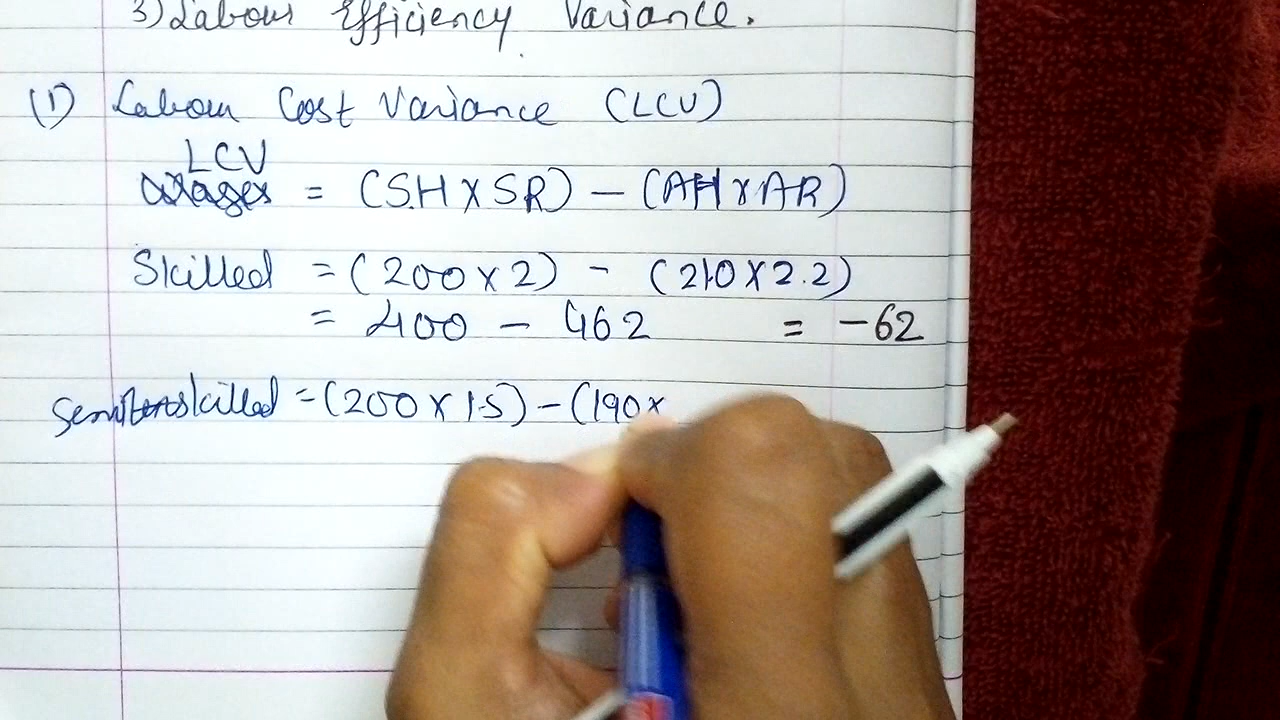 3) Labour Efficiency Variance.
(1) Labour Cost Variance (LCV)
LCV
= (SH X SR) – (AH X AR)
Skilled = (200 x 2) - (210 X 2.2)
= 400 – 462 = -62
Semiskilled = (200 x 1.5) – (190 x